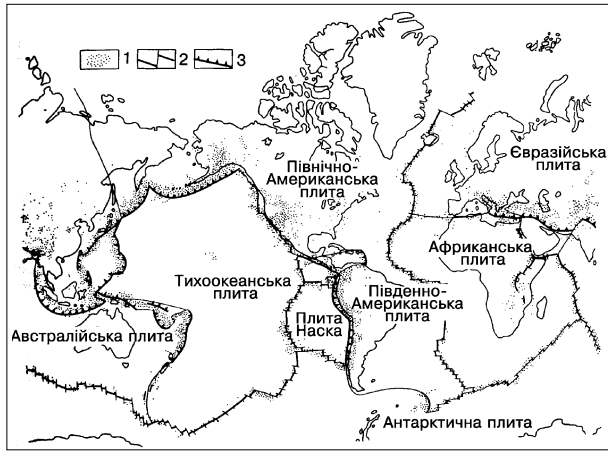 1 2 3
Північно-
Американська
плита
Євразійська
плита
Африканська
плита
Тихоокеанська
плита
Південно-
Американська
плита
Плита
Наска
Австралійська плита
Антарктична плита